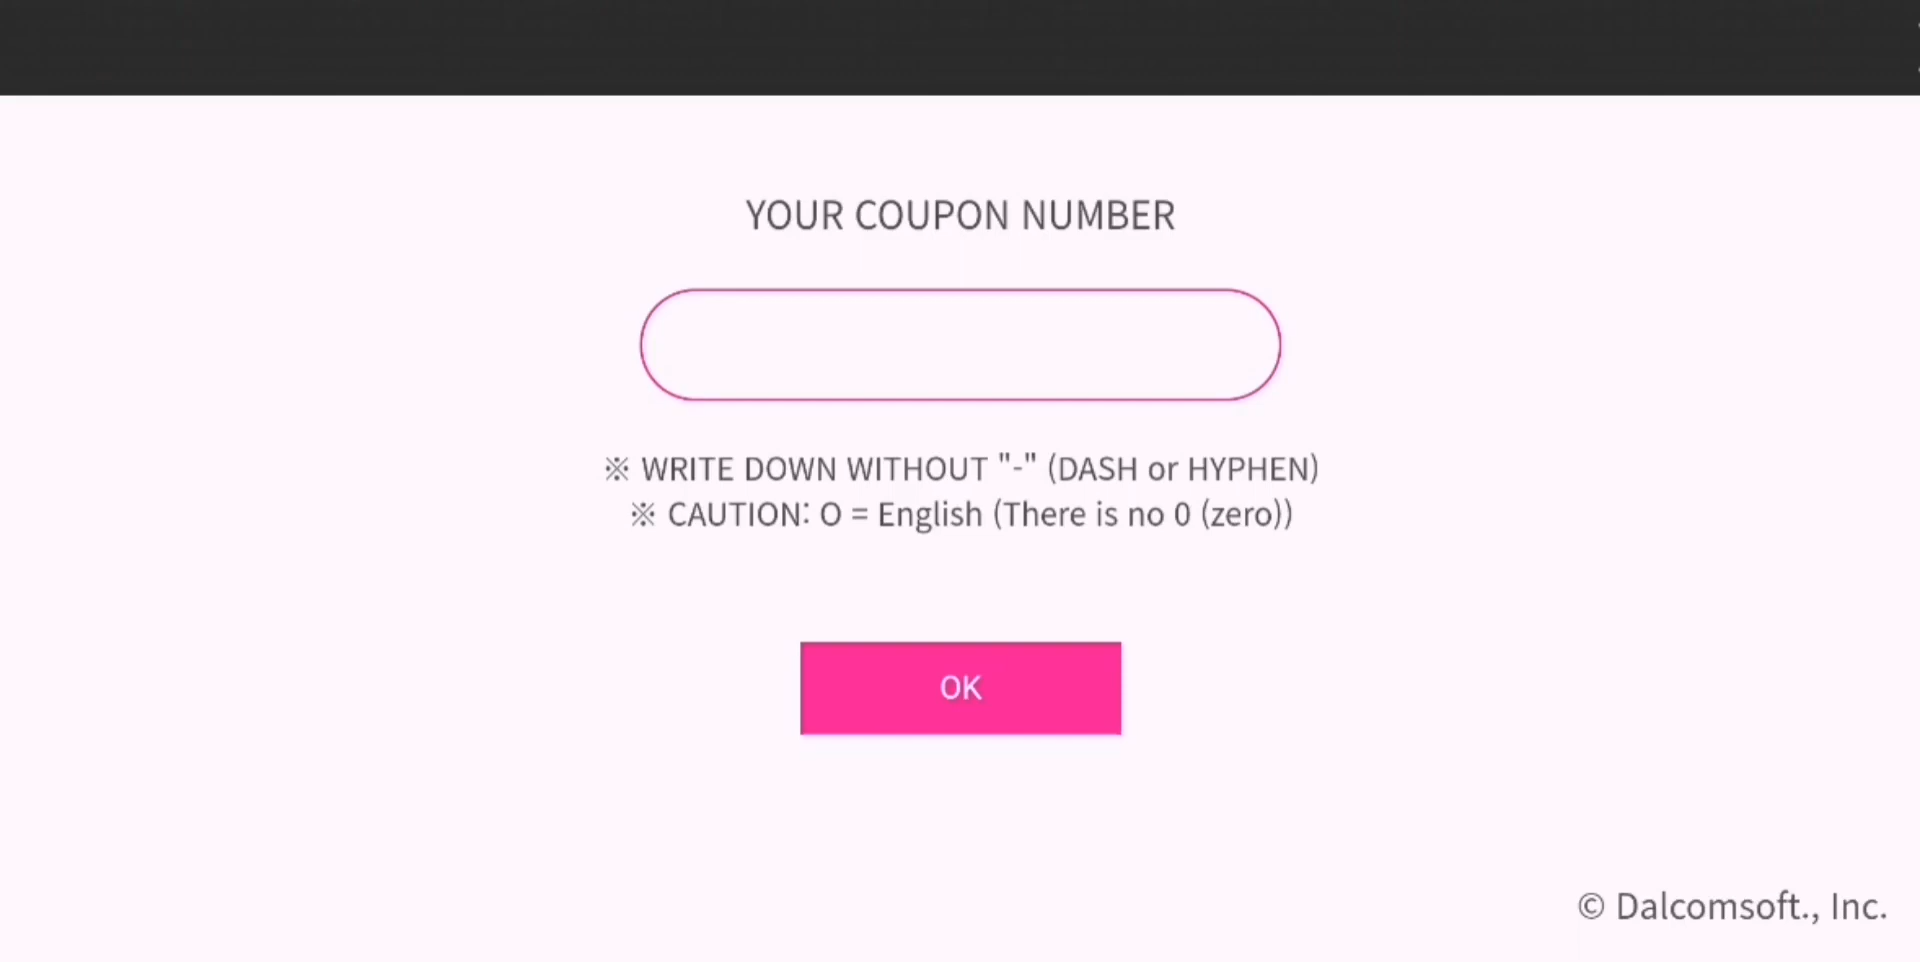 YOUR COUPON NUMBER
※ WRITE DOWN WITHOUT "-" (DASH or HYPHEN)
※ CAUTION: O = English (There is no 0 (zero))
OK
© Dalcomsoft., Inc.